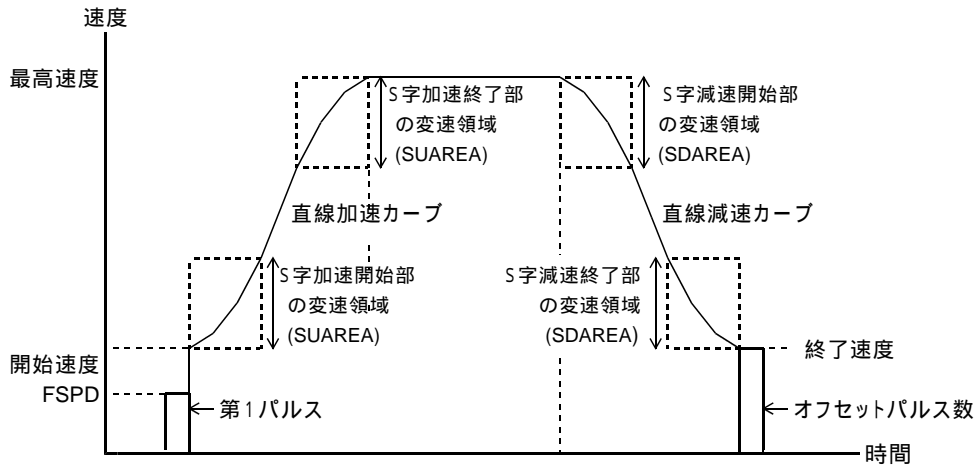 速度
最高速度
S字加速終了部
の変速領域
(SUAREA)
S字減速開始部
の変速領域
(SDAREA)
直線加速カーブ
直線減速カーブ
S字加速開始部
の変速領域
(SUAREA)
S字減速終了部
の変速領域
(SDAREA)
開始速度
終了速度
FSPD
第1パルス
オフセットパルス数
時間